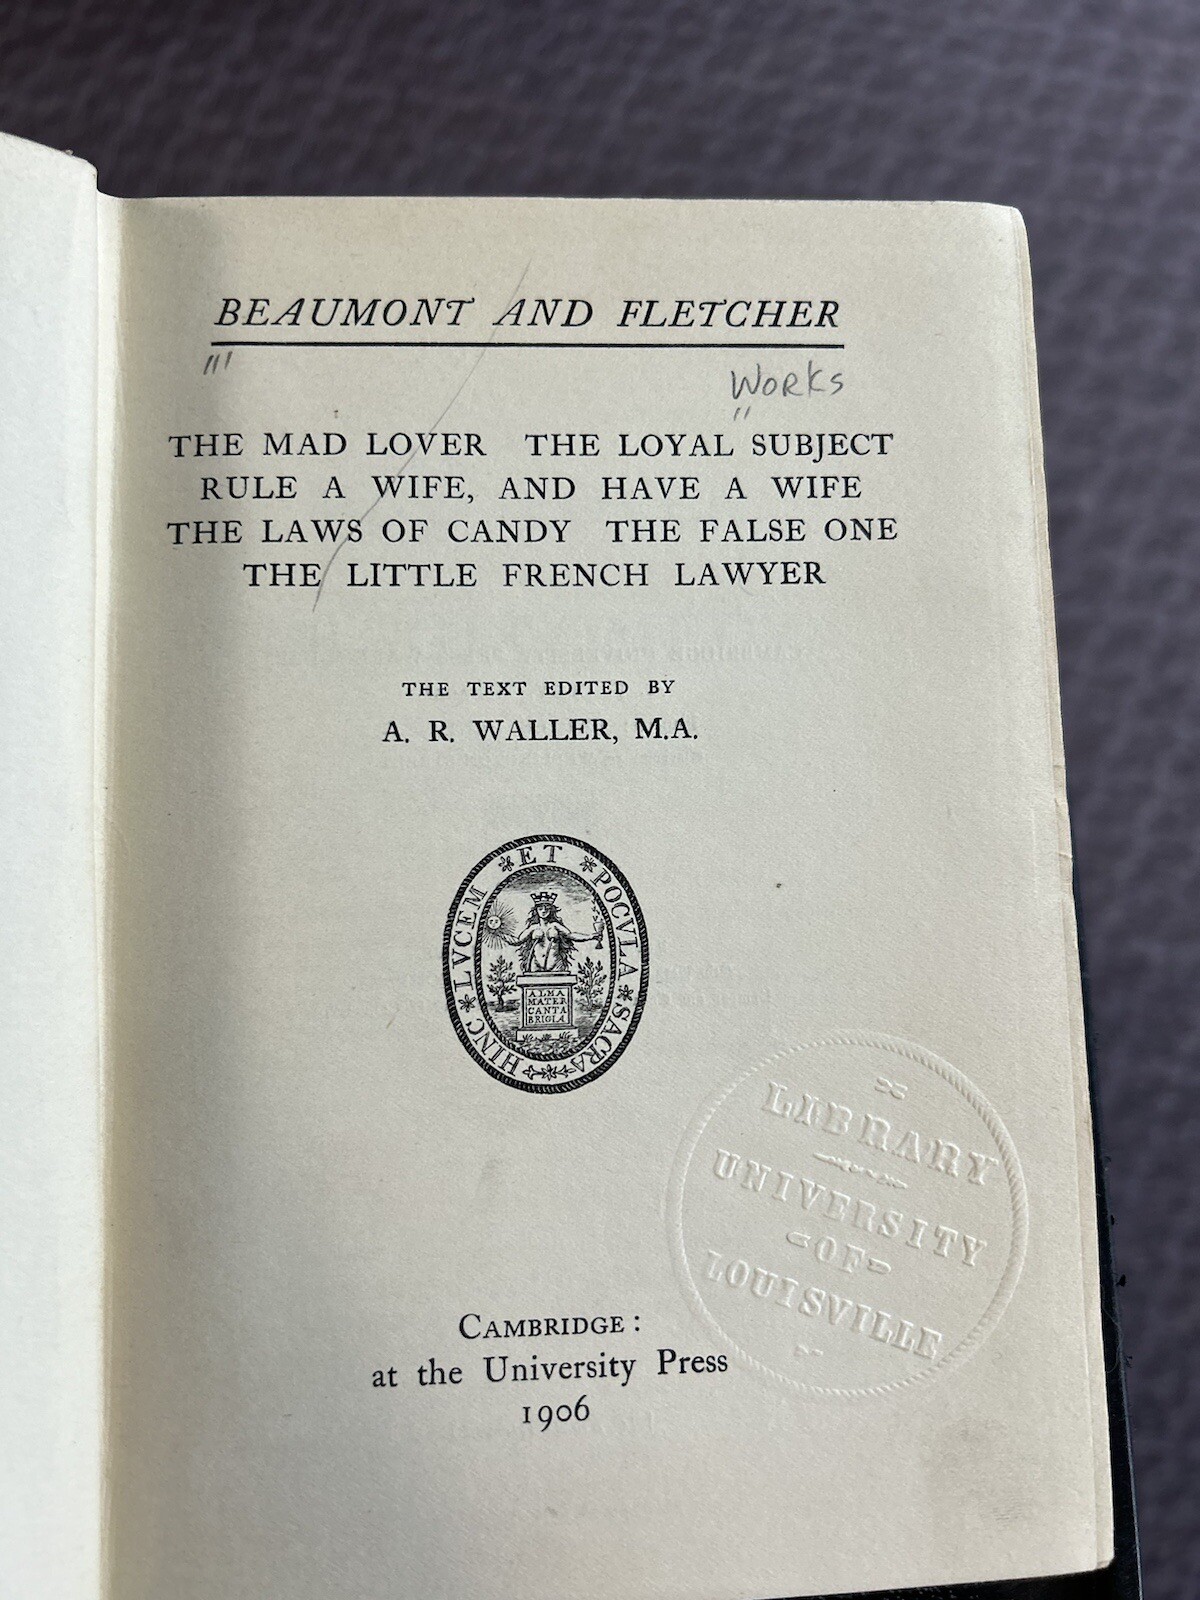 BEAUMONT AND FLETCHER
Works
THE MAD LOVER THE LOYAL SUBJECT
RULE A WIFE, AND HAVE A WIFE
THE LAWS OF CANDY THE FALSE ONE
THE LITTLE FRENCH LAWYER
THE TEXT EDITED BY
A. R. WALLER, M.A.
HINC LVCEM ET POCVLA SACRA
ALMA
MATER
CANTA
BRIGIA
LIBRARY
UNIVERSITY
OF
LOUISVILLE
CAMBRIDGE:
at the University Press
1906